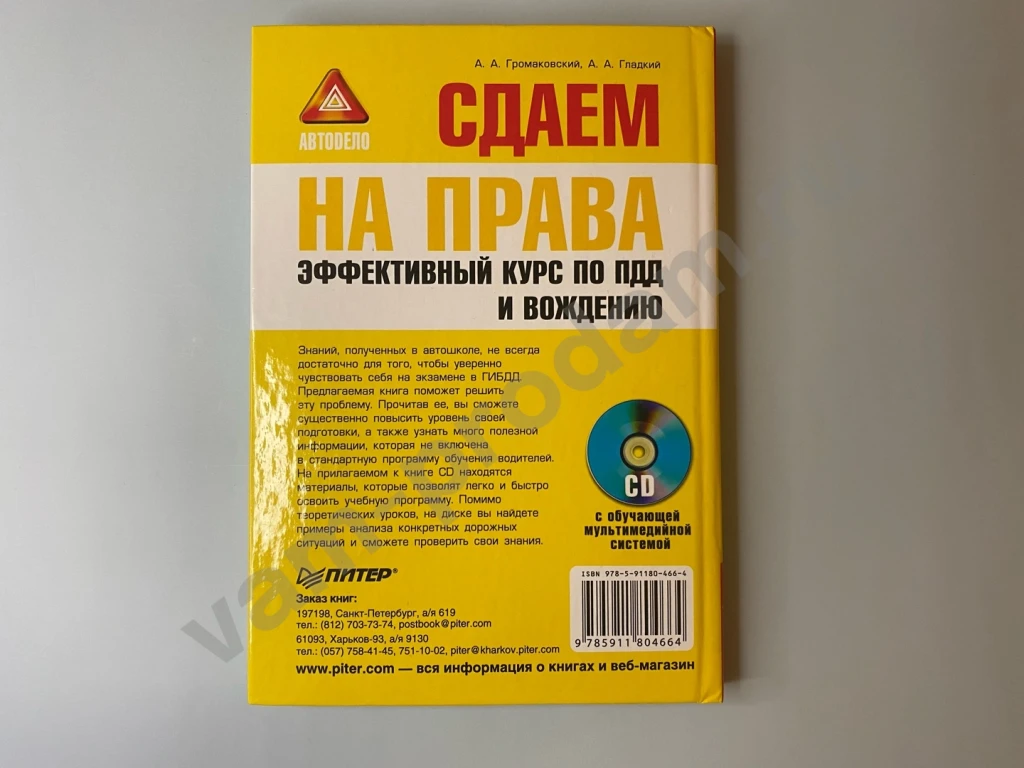 А. А. Громаковский, А. А. Гладкий
АВТОДЕЛО
СДАЕМ
НА ПРАВА
ЭФФЕКТИВНЫЙ КУРС ПО ПДД
И ВОЖДЕНИЮ
Знаний, полученных в автошколе, не всегда
достаточно для того, чтобы уверенно
чувствовать себя на экзамене в ГИБДД.
Предлагаемая книга поможет решить
эту проблему. Прочитав ее, вы сможете
существенно повысить уровень своей
подготовки, а также узнать много полезной
информации, которая не включена
в стандартную программу обучения водителей.
На прилагаемом к книге CD находятся
материалы, которые позволят легко и быстро
освоить учебную программу. Помимо
теоретических уроков, на диске вы найдете
примеры анализа конкретных дорожных
ситуаций и сможете проверить свои знания.
CD
с обучающей
мультимедийной
системой
ПИТЕР®
Заказ книг:
197198, Санкт-Петербург, а/я 619
тел.: (812) 703-73-74, postbook@piter.com
61093, Харьков-93, а/я 9130
тел.: (057) 758-41-45, 751-10-02, piter@kharkov.piter.com
www.piter.com — вся информация о книгах и веб-магазин
ISBN 978-5-91180-466-4
9 785911 804664
vamprodam